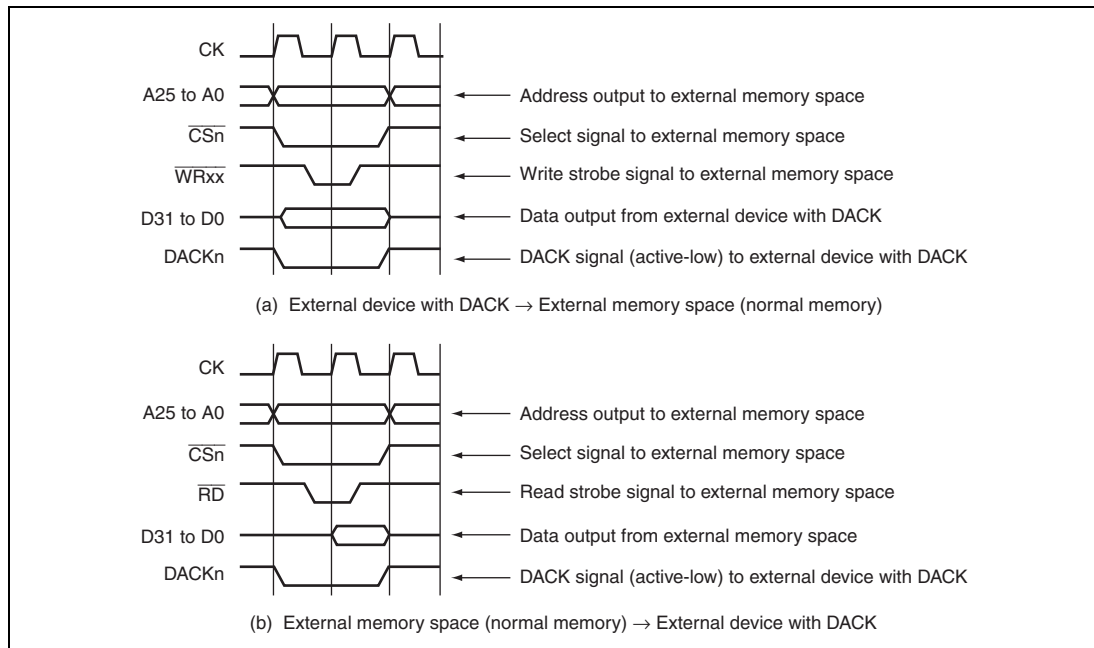 CK
A25 to A0 Address output to external memory space
C̅S̅n̅ Select signal to external memory space
W̅R̅x̅x̅ Write strobe signal to external memory space
D31 to D0 Data output from external device with DACK
DACKn DACK signal (active-low) to external device with DACK
(a) External device with DACK → External memory space (normal memory)
CK
A25 to A0 Address output to external memory space
C̅S̅n̅ Select signal to external memory space
R̅D̅ Read strobe signal to external memory space
D31 to D0 Data output from external memory space
DACKn DACK signal (active-low) to external device with DACK
(b) External memory space (normal memory) → External device with DACK